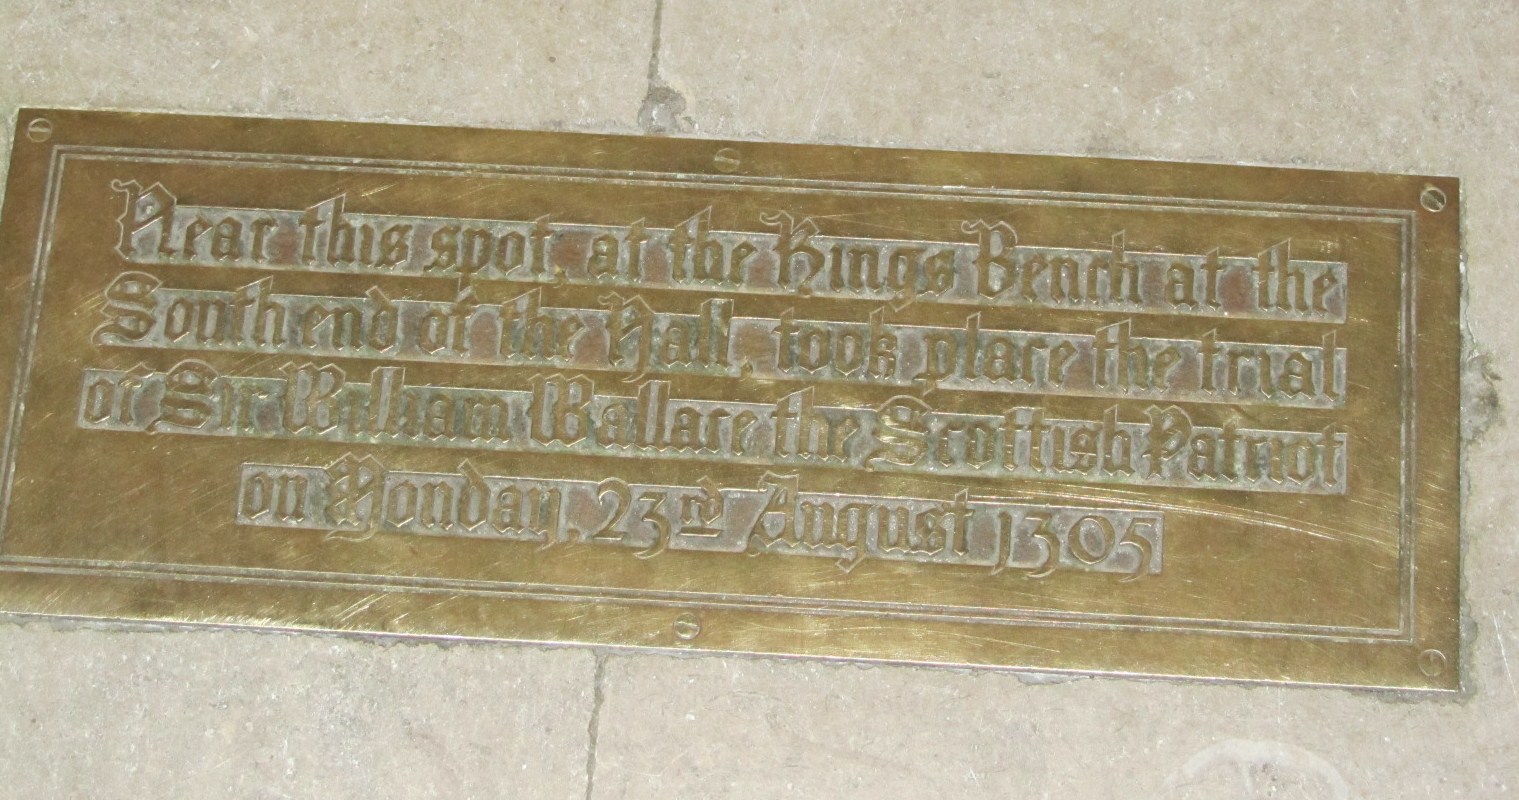 Near this spot, at the Kings Bench at the
South end of the Hall, took place the trial
of Sir William Wallace the Scottish Patriot
on Monday. 23rd August 1305